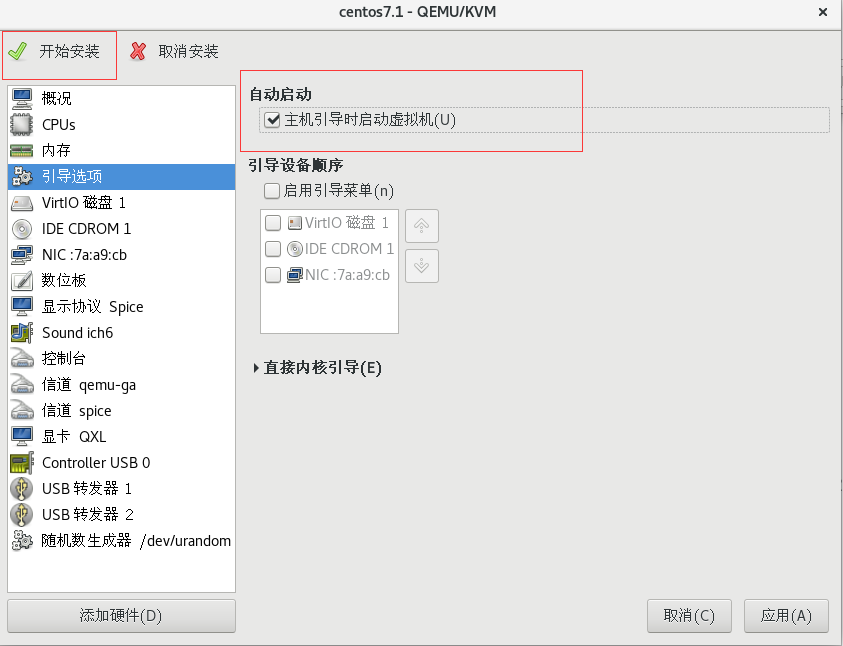 centos7.1 - QEMU/KVM
开始安装
取消安装
概况
CPUs
内存
引导选项
VirtIO 磁盘 1
IDE CDROM 1
NIC :7a:a9:cb
数位板
显示协议 Spice
Sound ich6
控制台
信道 qemu-ga
信道 spice
显卡 QXL
Controller USB 0
USB 转发器 1
USB 转发器 2
随机数生成器 /dev/urandom
添加硬件(D)
自动启动
主机引导时启动虚拟机(U)
引导设备顺序
启用引导菜单(n)
VirtIO 磁盘 1
IDE CDROM 1
NIC :7a:a9:cb
直接内核引导(E)
取消(C)
应用(A)